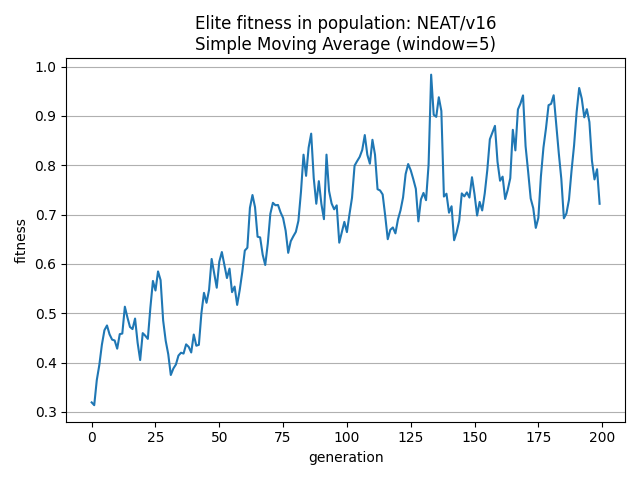 Elite fitness in population: NEAT/v16
Simple Moving Average (window=5)
1.0
0.9
0.8
0.7
0.6
0.5
0.4
0.3
fitness
0 25 50 75 100 125 150 175 200
generation